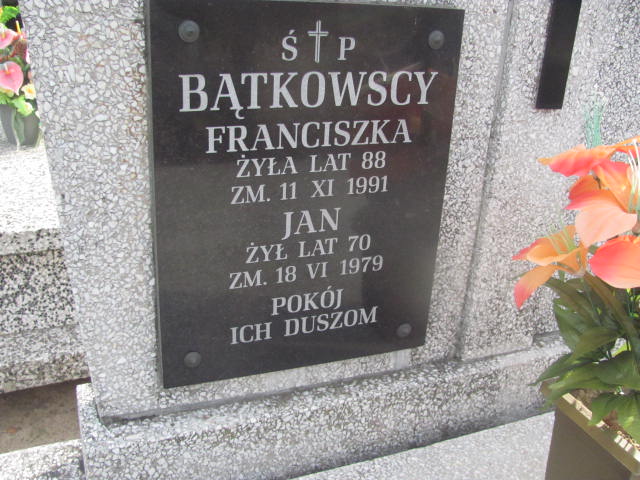 Ś P
BĄTKOWSCY
FRANCISZKA
ŻYŁA LAT 88
ZM. 11 XI 1991
JAN
ŻYŁ LAT 70
ZM. 18 VI 1979
POKÓJ
ICH DUSZOM